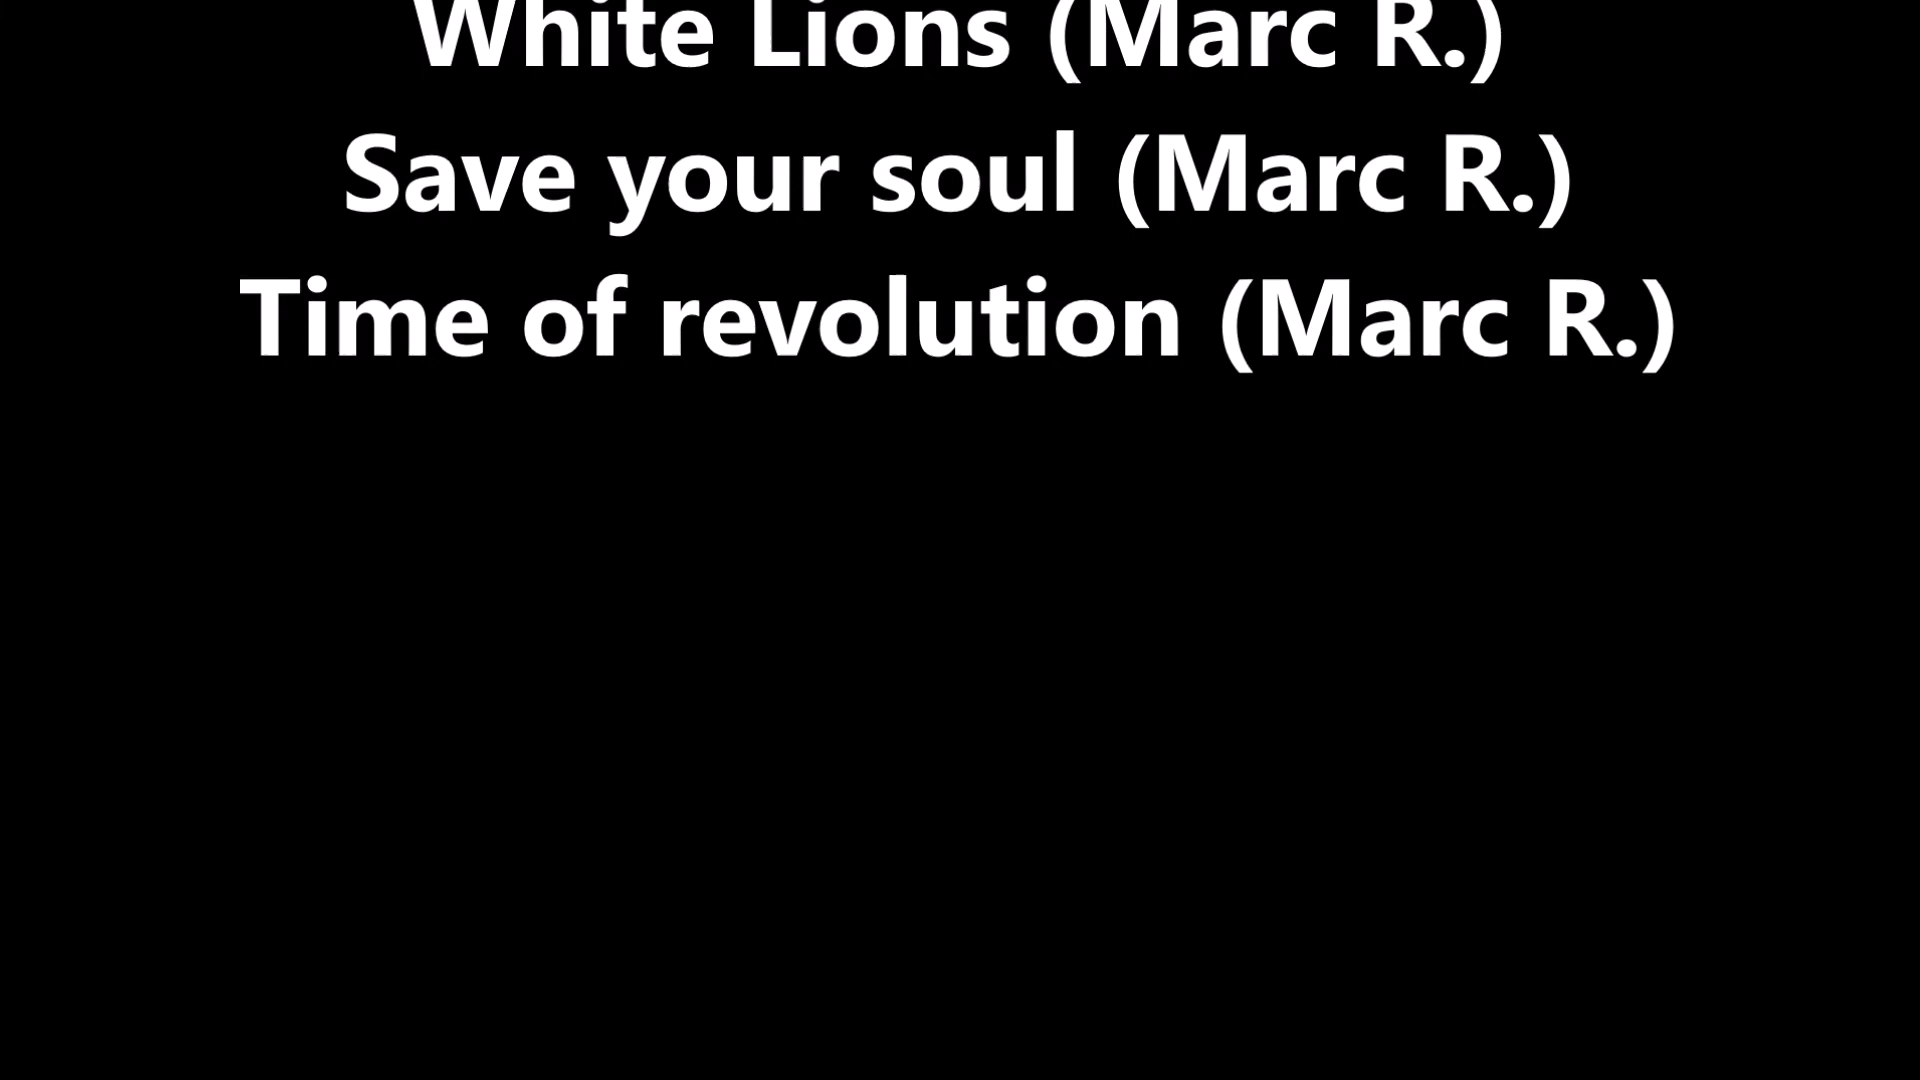 White Lions (Marc R.)
Save your soul (Marc R.)
Time of revolution (Marc R.)